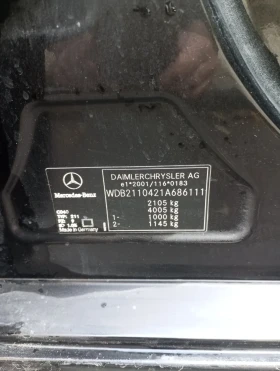 DAIMLERCHRYSLER AG
e1*2001/116*0183
WDB2110421A686111
2105 kg
4005 kg
1- 1000 kg
2- 1145 kg
Mercedes-Benz
Made in Germany